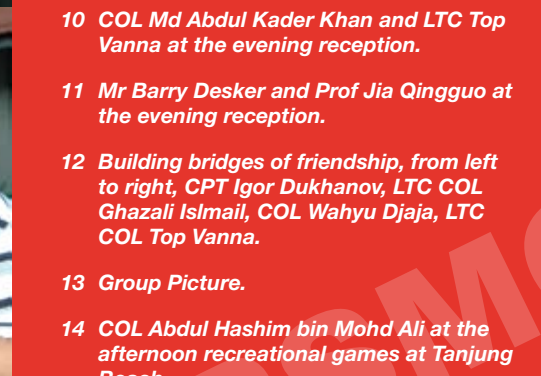 10 COL Md Abdul Kader Khan and LTC Top
Vanna at the evening reception.
11 Mr Barry Desker and Prof Jia Qingguo at
the evening reception.
12 Building bridges of friendship, from left
to right, CPT Igor Dukhanov, LTC COL
Ghazali Islmail, COL Wahyu Djaja, LTC
COL Top Vanna.
13 Group Picture.
14 COL Abdul Hashim bin Mohd Ali at the
afternoon recreational games at Tanjung